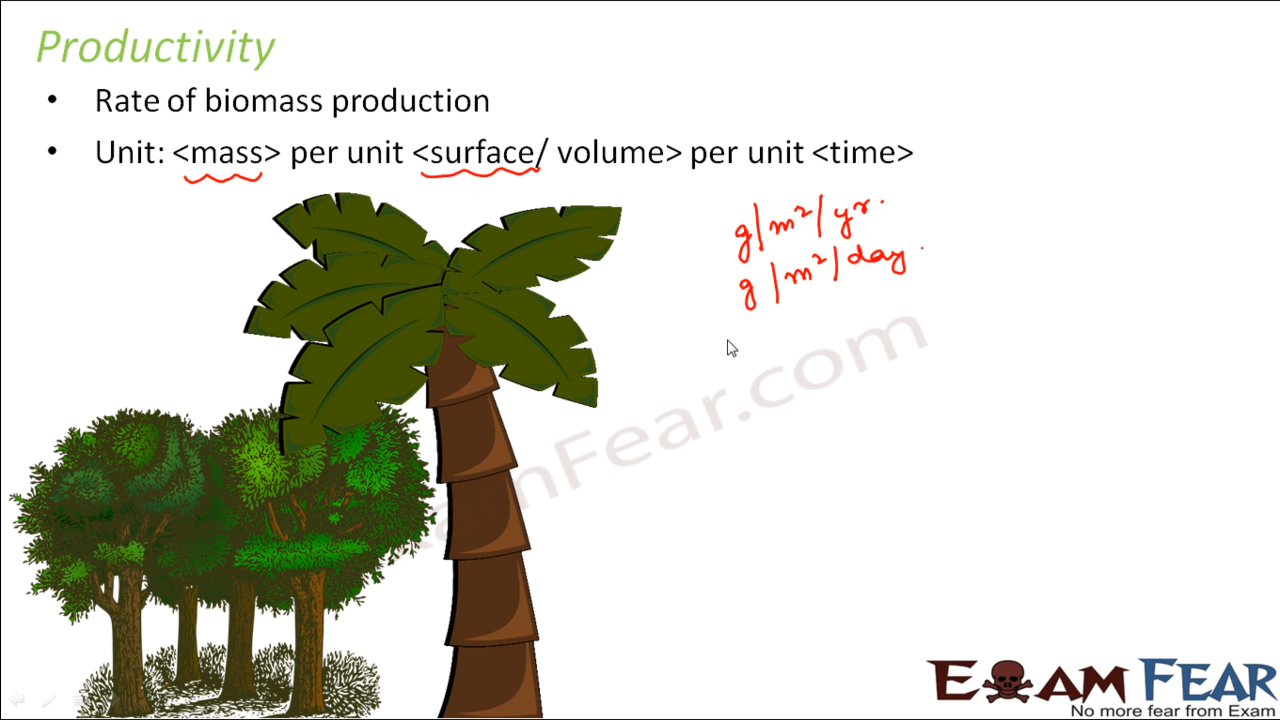 Productivity
• Rate of biomass production
• Unit: <mass> per unit <surface/ volume> per unit <time>
g/m²/yr.
g/m²/day.
ExamFear.com
EXAM FEAR
No more fear from Exam